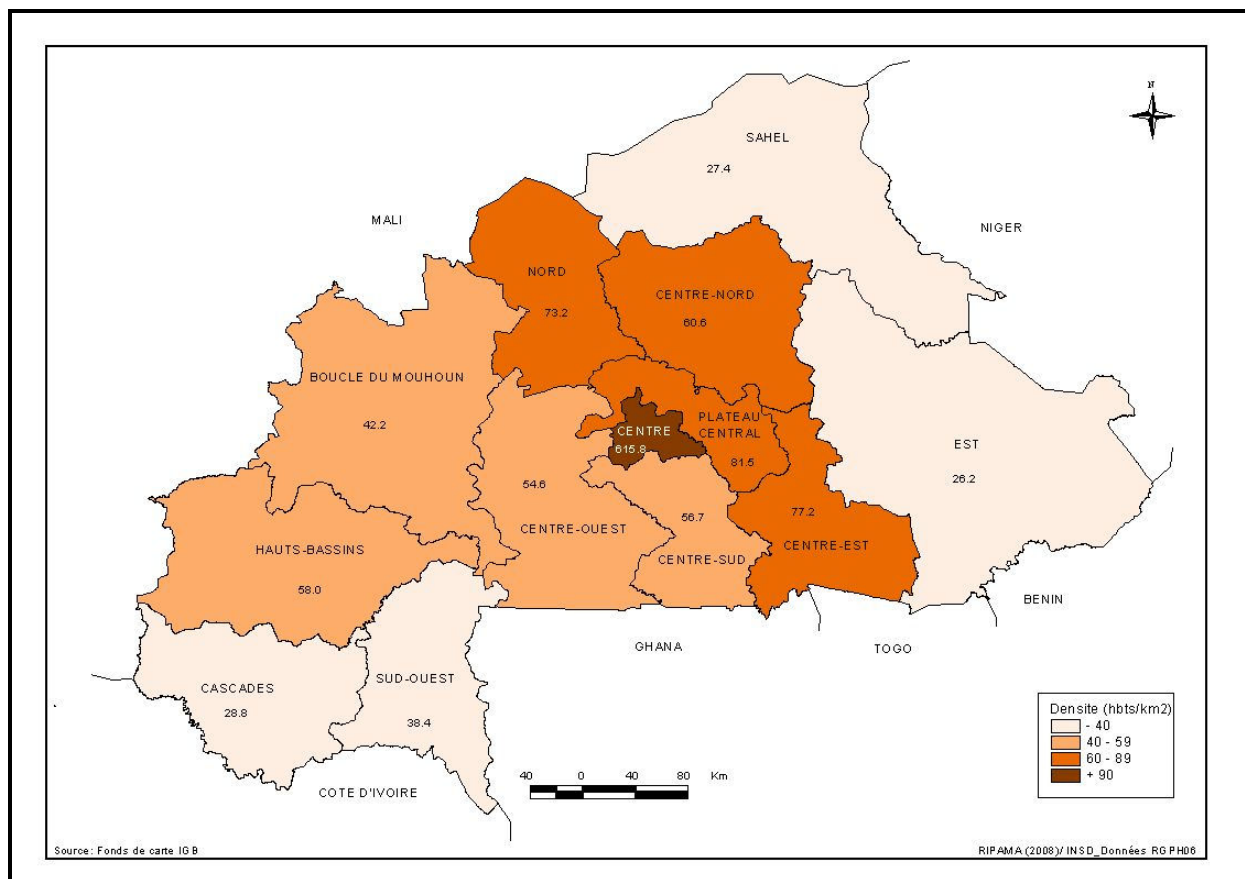 N
SAHEL
27.4
MALI
NIGER
NORD
73.2
CENTRE-NORD
60.6
BOUCLE DU MOUHOUN
42.2
PLATEAU
CENTRAL
81.5
CENTRE
615.8
EST
26.2
54.6
CENTRE-OUEST
56.7
CENTRE-SUD
77.2
CENTRE-EST
HAUTS-BASSINS
58.0
BENIN
GHANA
TOGO
CASCADES
28.8
SUD-OUEST
38.4
COTE D'IVOIRE
40 0 40 80 Km
Densite (hbts/km2)
- 40
40 - 59
60 - 89
+ 90
Source: Fonds de carte IGB
RIPAMA (2008)/ INSD_Données RGPH06